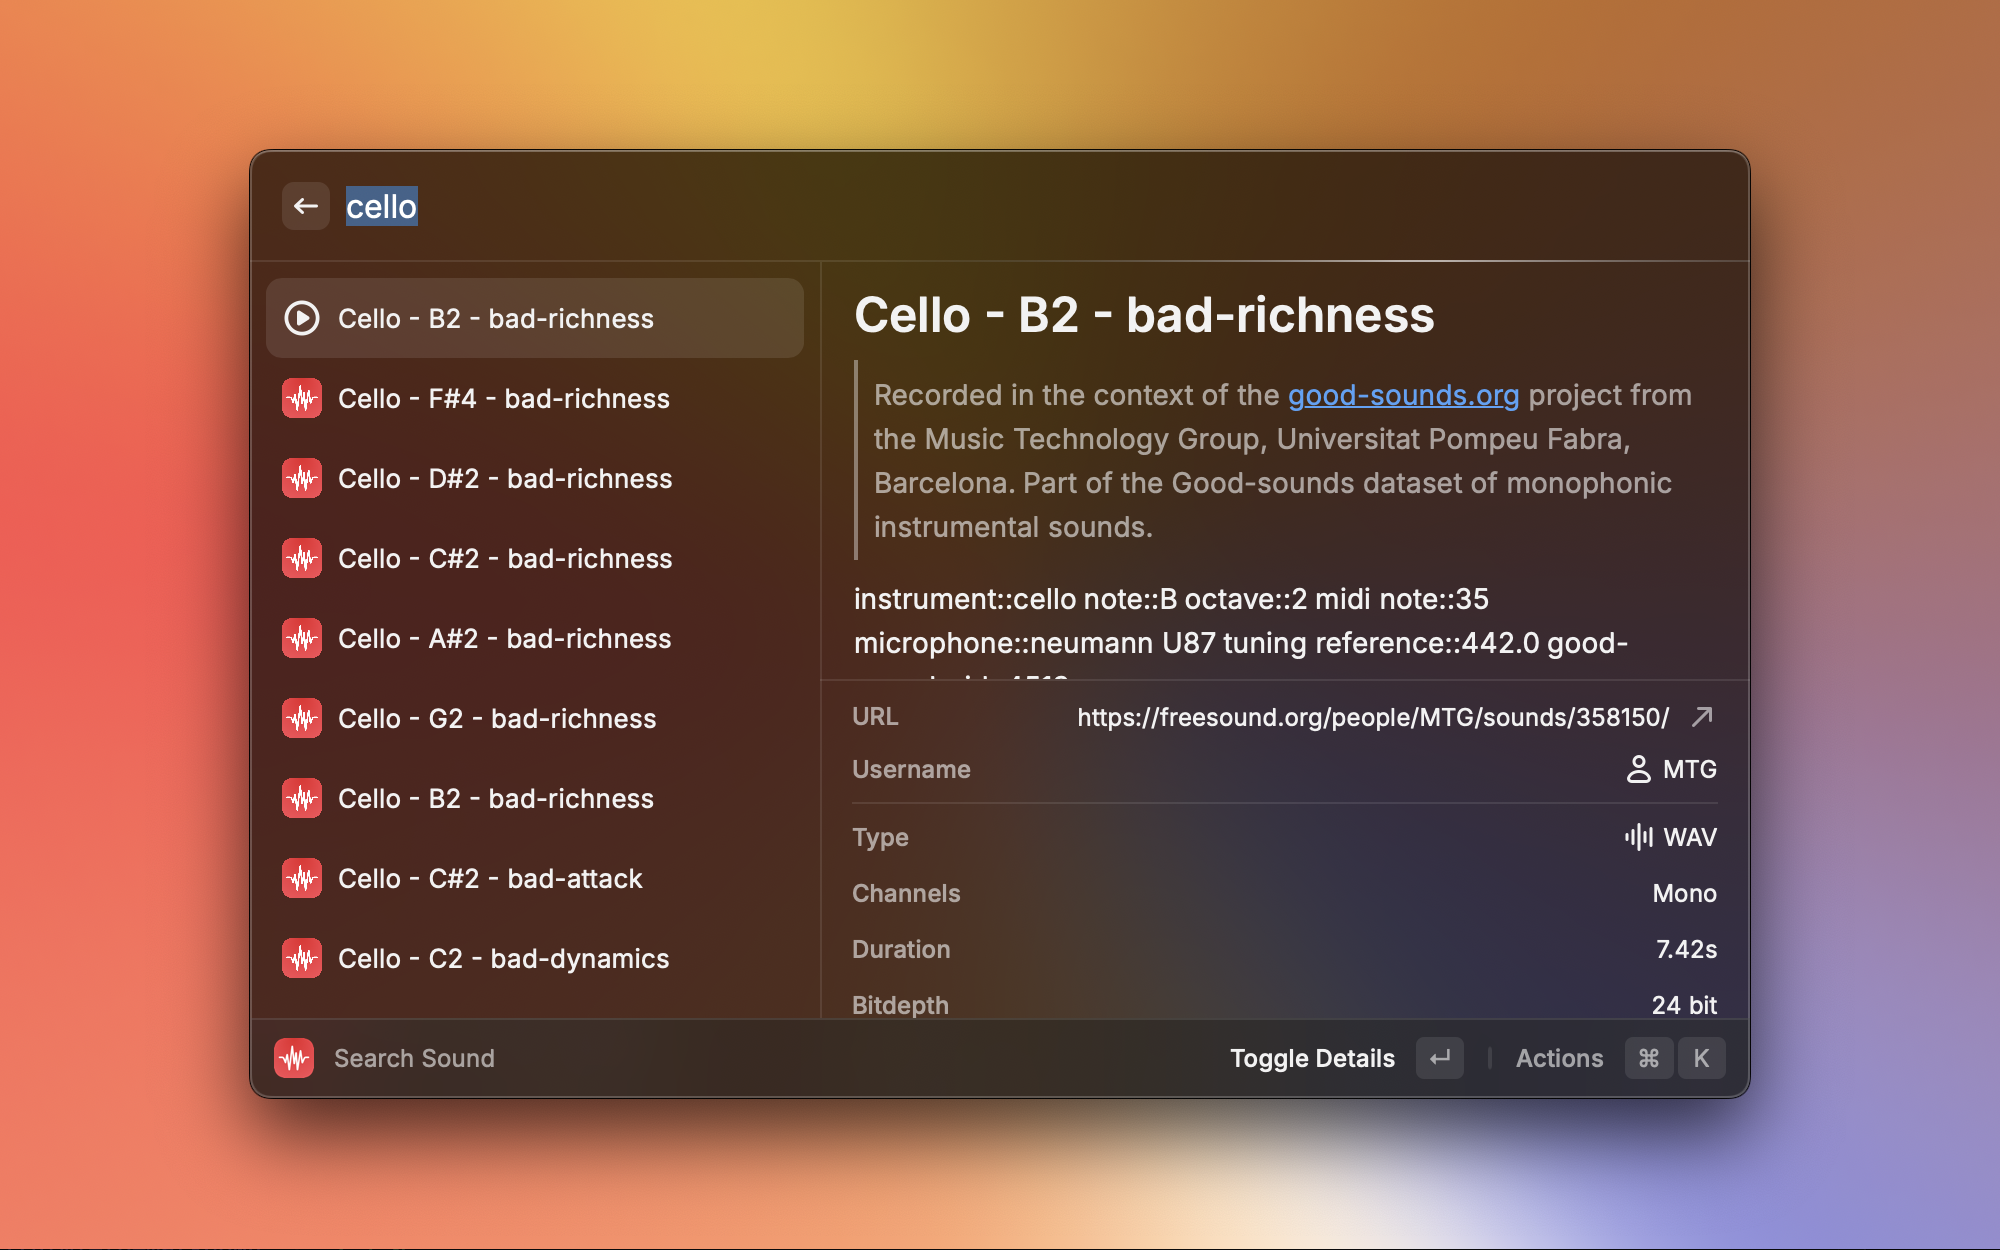 cello
Cello - B2 - bad-richness
Cello - F#4 - bad-richness
Cello - D#2 - bad-richness
Cello - C#2 - bad-richness
Cello - A#2 - bad-richness
Cello - G2 - bad-richness
Cello - B2 - bad-richness
Cello - C#2 - bad-attack
Cello - C2 - bad-dynamics
Cello - B2 - bad-richness
Recorded in the context of the good-sounds.org project from
the Music Technology Group, Universitat Pompeu Fabra,
Barcelona. Part of the Good-sounds dataset of monophonic
instrumental sounds.
instrument::cello note::B octave::2 midi note::35
microphone::neumann U87 tuning reference::442.0 good-
URL https://freesound.org/people/MTG/sounds/358150/
Username MTG
Type WAV
Channels Mono
Duration 7.42s
Bitdepth 24 bit
Search Sound
Toggle Details
Actions ⌘ K